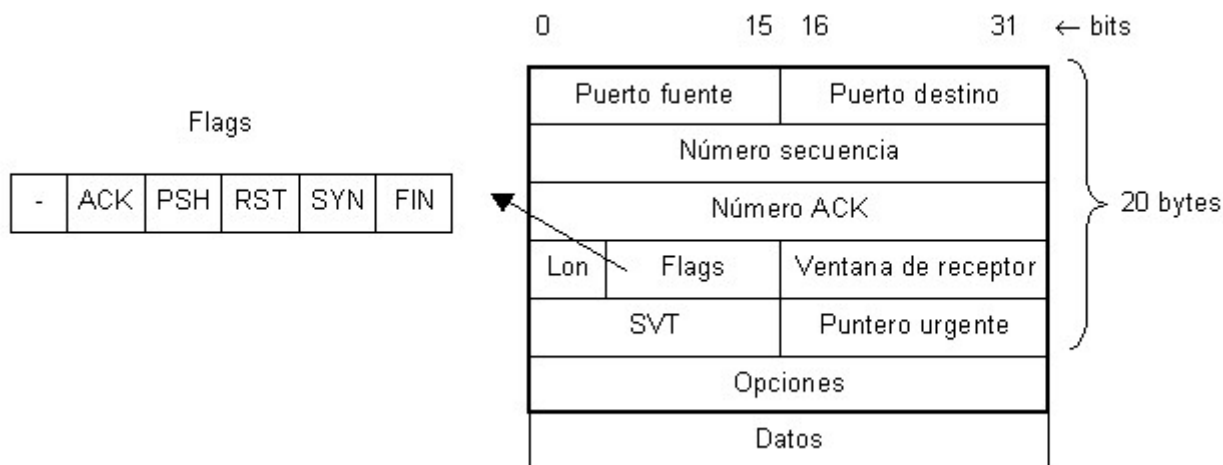 0 15 16 31 ← bits
Puerto fuente Puerto destino
Flags
Número secuencia
- ACK PSH RST SYN FIN
Número ACK
20 bytes
Lon Flags Ventana de receptor
SVT Puntero urgente
Opciones
Datos